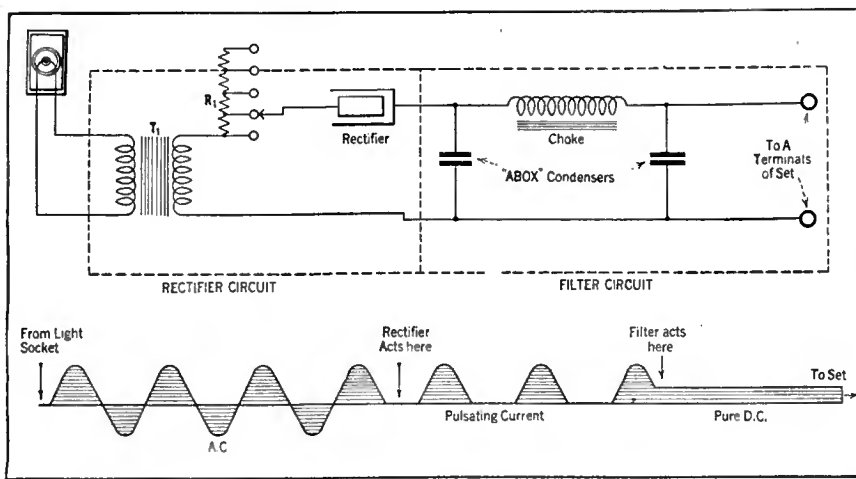 R1
T1
Rectifier
Choke
"ABOX" Condensers
To A
Terminals
of Set
RECTIFIER CIRCUIT
FILTER CIRCUIT
From Light
Socket
Rectifier
Acts here
Filter acts
here
To Set
A.C
Pulsating Current
Pure D.C.